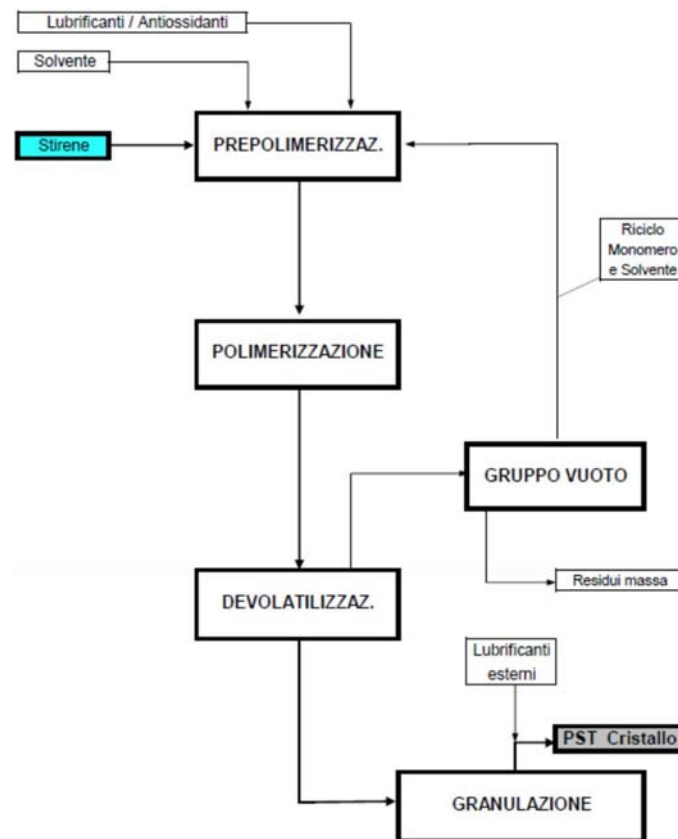 Lubrificanti / Antiossidanti
Solvente
Stirene
PREPOLIMERIZZAZ.
Riciclo
Monomero
e Solvente
POLIMERIZZAZIONE
GRUPPO VUOTO
DEVOLATILIZZAZ.
Residui massa
Lubrificanti
esterni
PST Cristallo
GRANULAZIONE